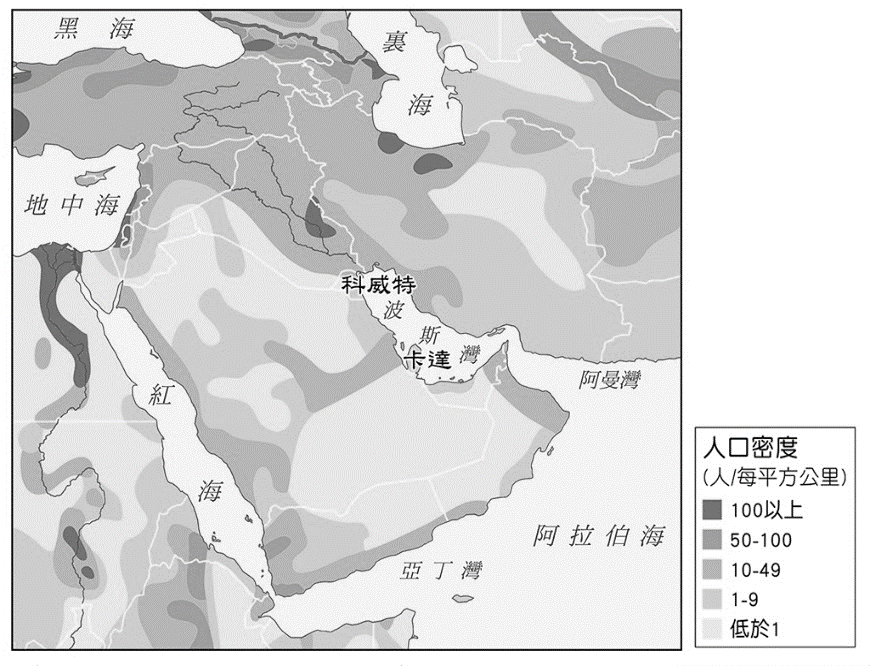 黑海
裏海
地中海
科威特
波斯灣
卡達
阿曼灣
紅海
阿拉伯海
亞丁灣
人口密度
(人/每平方公里)
100以上
50-100
10-49
1-9
低於1